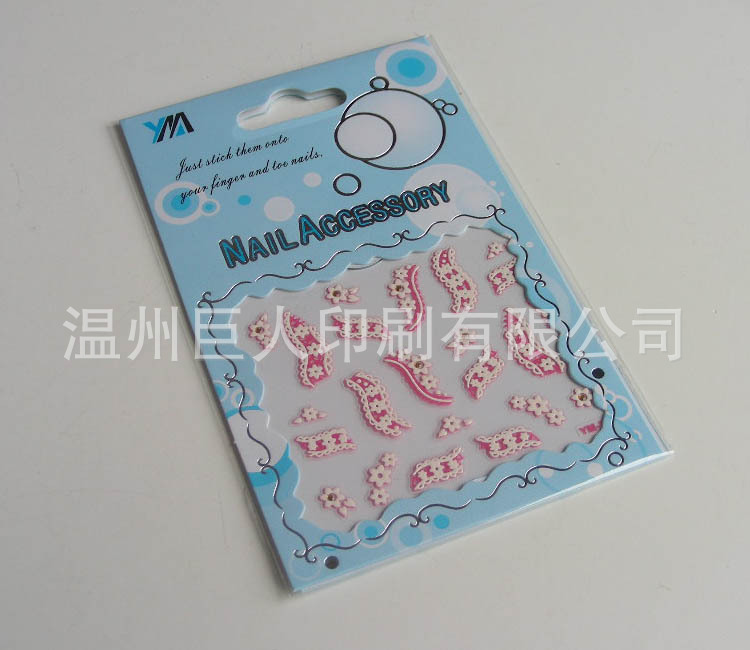 YM
Just stick them onto
your finger and toe nails.
NAIL ACCESSORY
温州巨人印刷有限公司